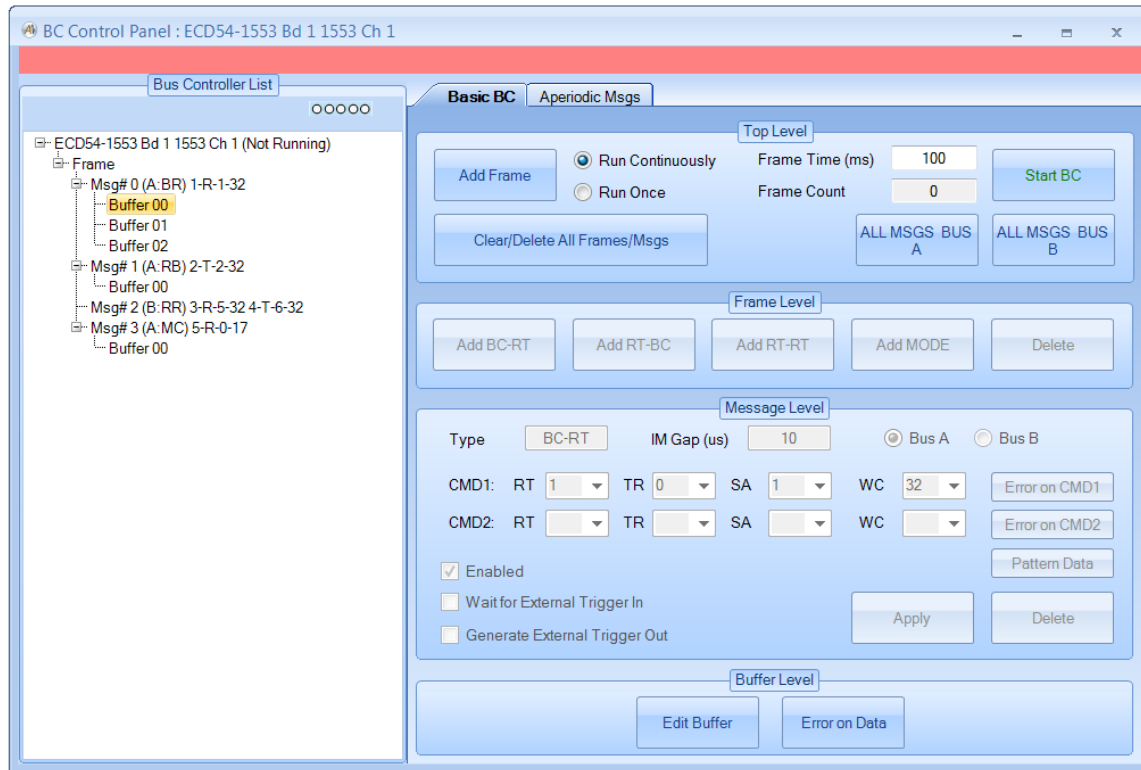 BC Control Panel : ECD54-1553 Bd 1 1553 Ch 1
Bus Controller List
ECD54-1553 Bd 1 1553 Ch 1 (Not Running)
Frame
Msg# 0 (A:BR) 1-R-1-32
Buffer 00
Buffer 01
Buffer 02
Msg# 1 (A:RB) 2-T-2-32
Buffer 00
Msg# 2 (B:RR) 3-R-5-32 4-T-6-32
Msg# 3 (A:MC) 5-R-0-17
Buffer 00
Basic BC Aperiodic Msgs
Top Level
Add Frame Run Continuously Frame Time (ms) 100 Start BC
Run Once Frame Count 0
Clear/Delete All Frames/Msgs ALL MSGS BUS A ALL MSGS BUS B
Frame Level
Add BC-RT Add RT-BC Add RT-RT Add MODE Delete
Message Level
Type BC-RT IM Gap (us) 10 Bus A Bus B
CMD1: RT 1 TR 0 SA 1 WC 32 Error on CMD1
CMD2: RT TR SA WC Error on CMD2
Enabled Pattern Data
Wait for External Trigger In
Generate External Trigger Out Apply Delete
Buffer Level
Edit Buffer Error on Data